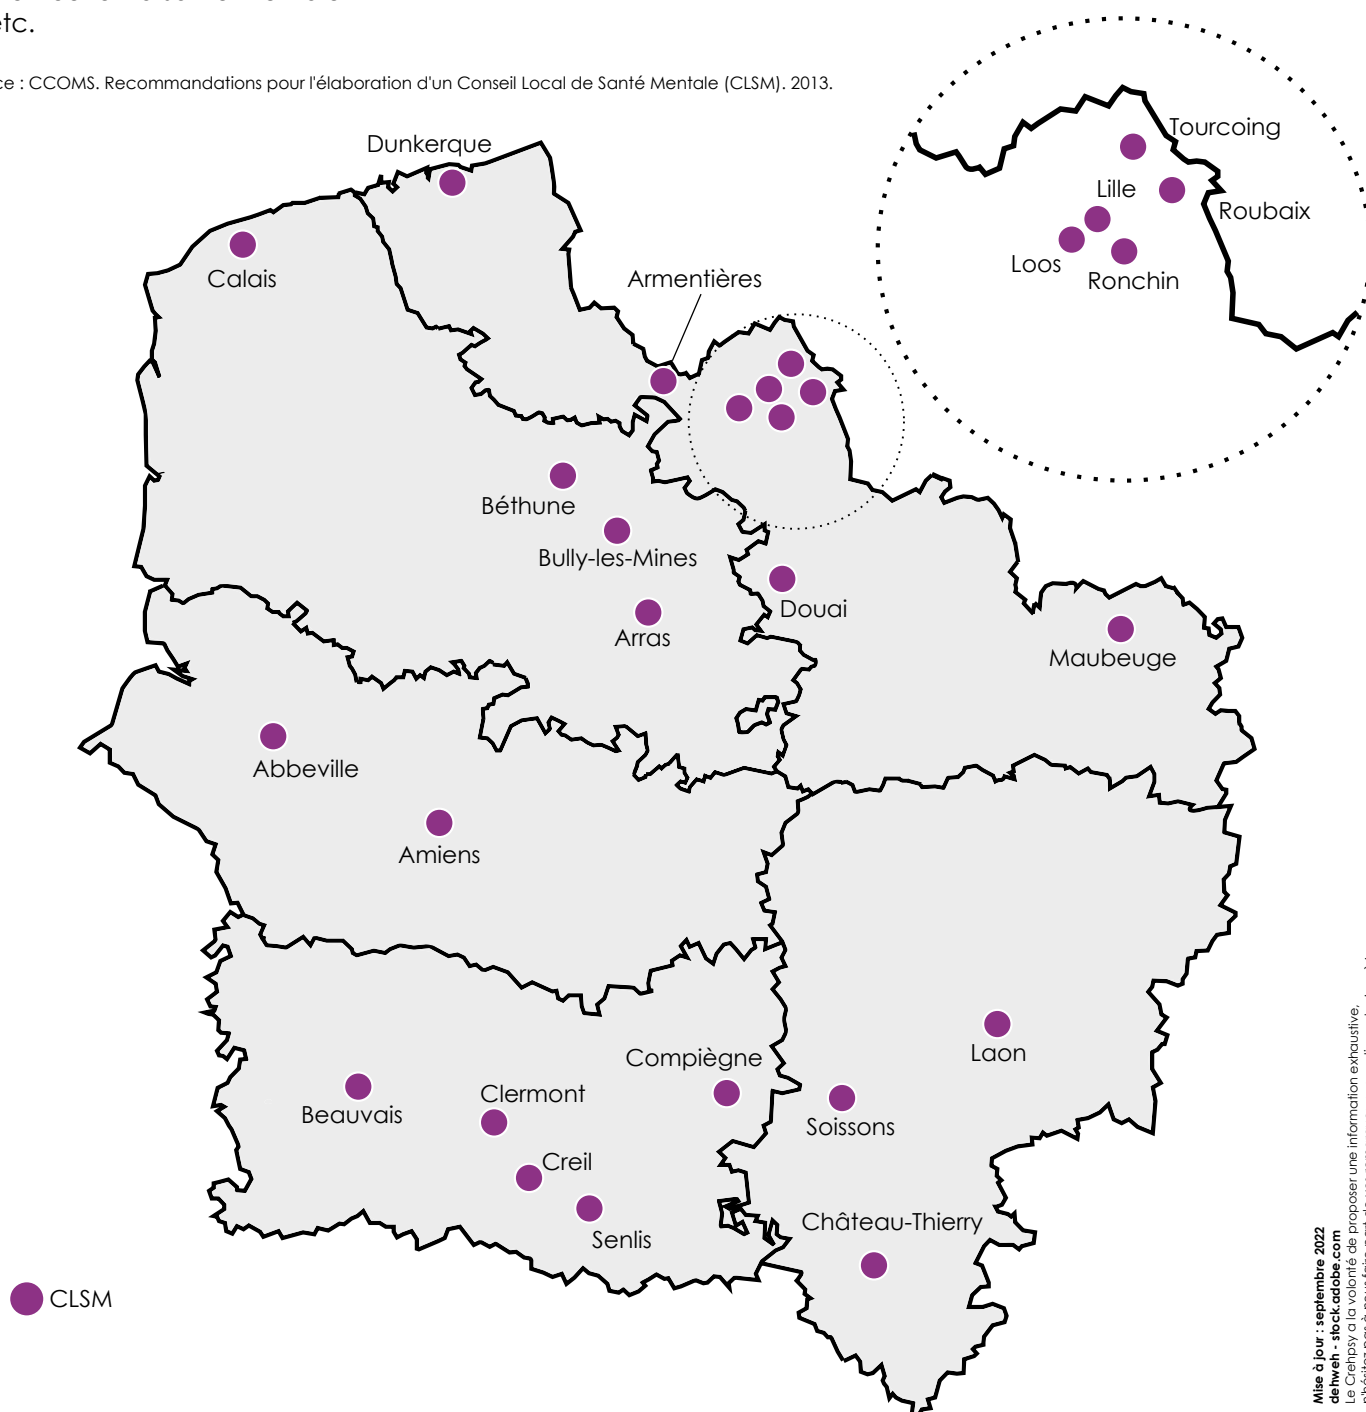 etc.
: CCOMS. Recommandations pour l'élaboration d'un Conseil Local de Santé Mentale (CLSM). 2013.
Dunkerque
Tourcoing
Lille
Roubaix
Loos
Ronchin
Calais
Armentières
Béthune
Bully-les-Mines
Douai
Arras
Maubeuge
Abbeville
Amiens
Laon
Compiègne
Clermont
Beauvais
Soissons
Creil
Senlis
Château-Thierry
CLSM
Mise à jour : septembre 2022
dehweh - stock.adobe.com
Le Crehpsy a la volonté de proposer une information exhaustive,